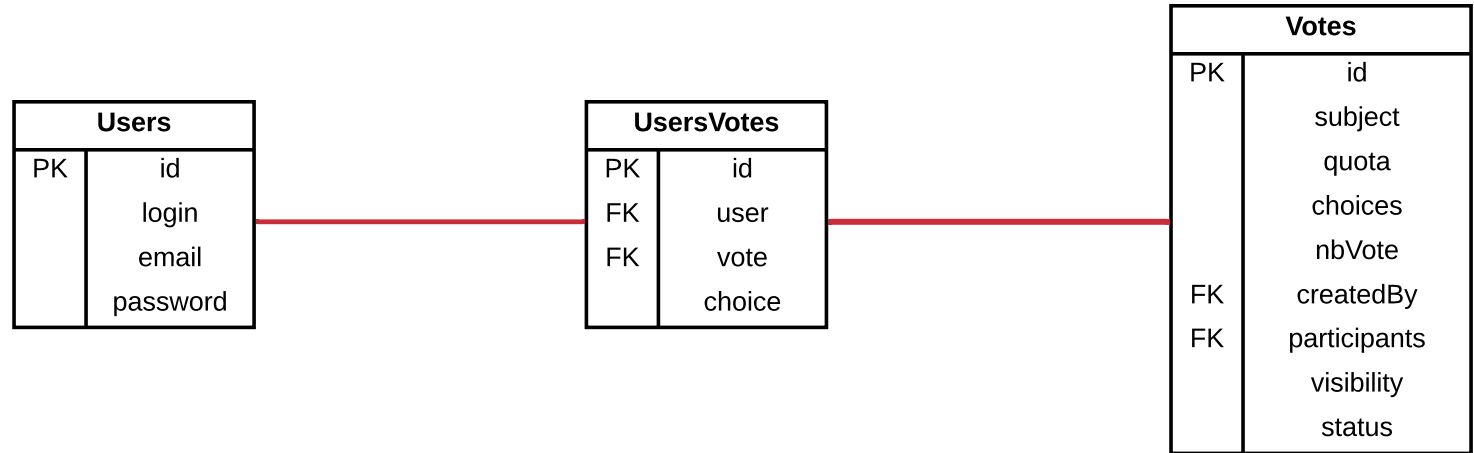 Users
PK id
login
email
password
UsersVotes
PK id
FK user
FK vote
choice
Votes
PK id
subject
quota
choices
nbVote
FK createdBy
FK participants
visibility
status